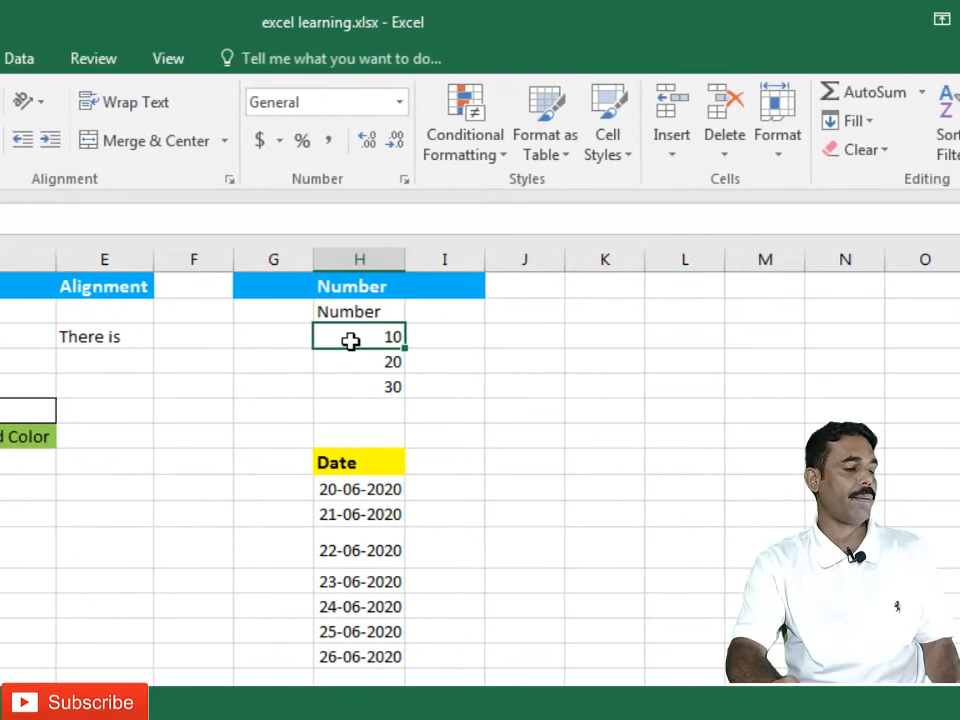 excel learning.xlsx - Excel
Data Review View Tell me what you want to do...
Wrap Text General AutoSum
Merge & Center $ % , .0 .00 Conditional Formatting Format as Table Cell Styles Insert Delete Format Fill Clear
Alignment Number Styles Cells Editing
E F G H I J K L M N O
Alignment Number
Number
There is 10
20
30
d Color
Date
20-06-2020
21-06-2020
22-06-2020
23-06-2020
24-06-2020
25-06-2020
26-06-2020
Subscribe